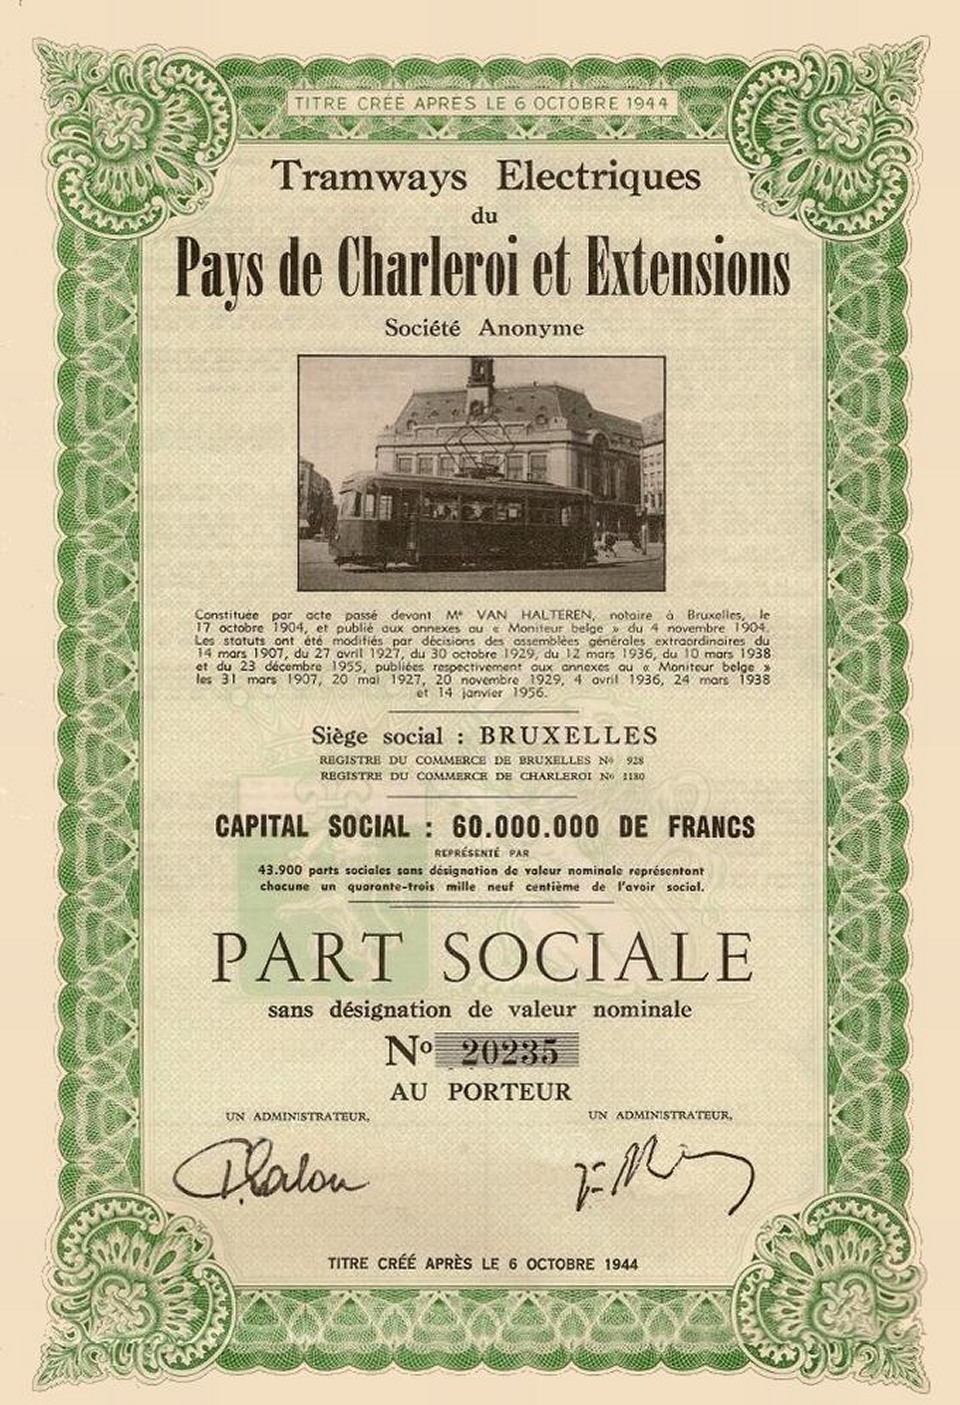 TITRE CRÉÉ APRES LE 6 OCTOBRE 1944
Tramways Electriques
du
Pays de Charleroi et Extensions
Société Anonyme
Constituée par acte passé devant Mᵉ VAN HALTEREN, notaire à Bruxelles, le
17 octobre 1904, et publié aux annexes au « Moniteur belge » du 4 novembre 1904.
Les statuts ont été modifiés par décisions des assemblées générales extraordinaires du
14 mars 1907, du 27 avril 1927, du 30 octobre 1929, du 12 mars 1936, du 10 mars 1938
et du 23 décembre 1955, publiées respectivement aux annexes au « Moniteur belge »
les 31 mars 1907, 20 mai 1927, 20 novembre 1929, 4 avril 1936, 24 mars 1938
et 14 janvier 1956.
Siège social : BRUXELLES
REGISTRE DU COMMERCE DE BRUXELLES Nº 928
REGISTRE DU COMMERCE DE CHARLEROI Nº 1180
CAPITAL SOCIAL : 60.000.000 DE FRANCS
REPRÉSENTÉ PAR
43.900 parts sociales sans désignation de valeur nominale représentant
chacune un quarante-trois mille neuf centième de l'avoir social.
PART SOCIALE
sans désignation de valeur nominale
Nº 20235
AU PORTEUR
UN ADMINISTRATEUR, UN ADMINISTRATEUR,
TITRE CRÉÉ APRÈS LE 6 OCTOBRE 1944